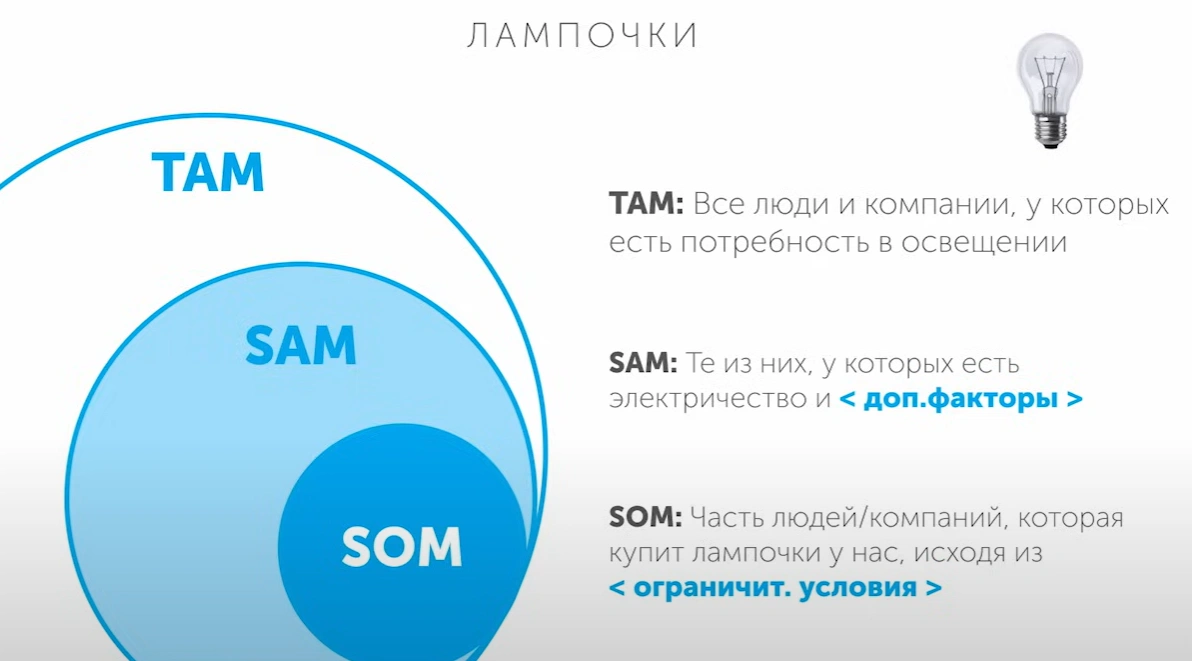 ЛАМПОЧКИ
TAM
SAM
SOM
TAM: Все люди и компании, у которых
есть потребность в освещении
SAM: Те из них, у которых есть
электричество и < доп.факторы >
SOM: Часть людей/компаний, которая
купит лампочки у нас, исходя из
< ограничит. условия >